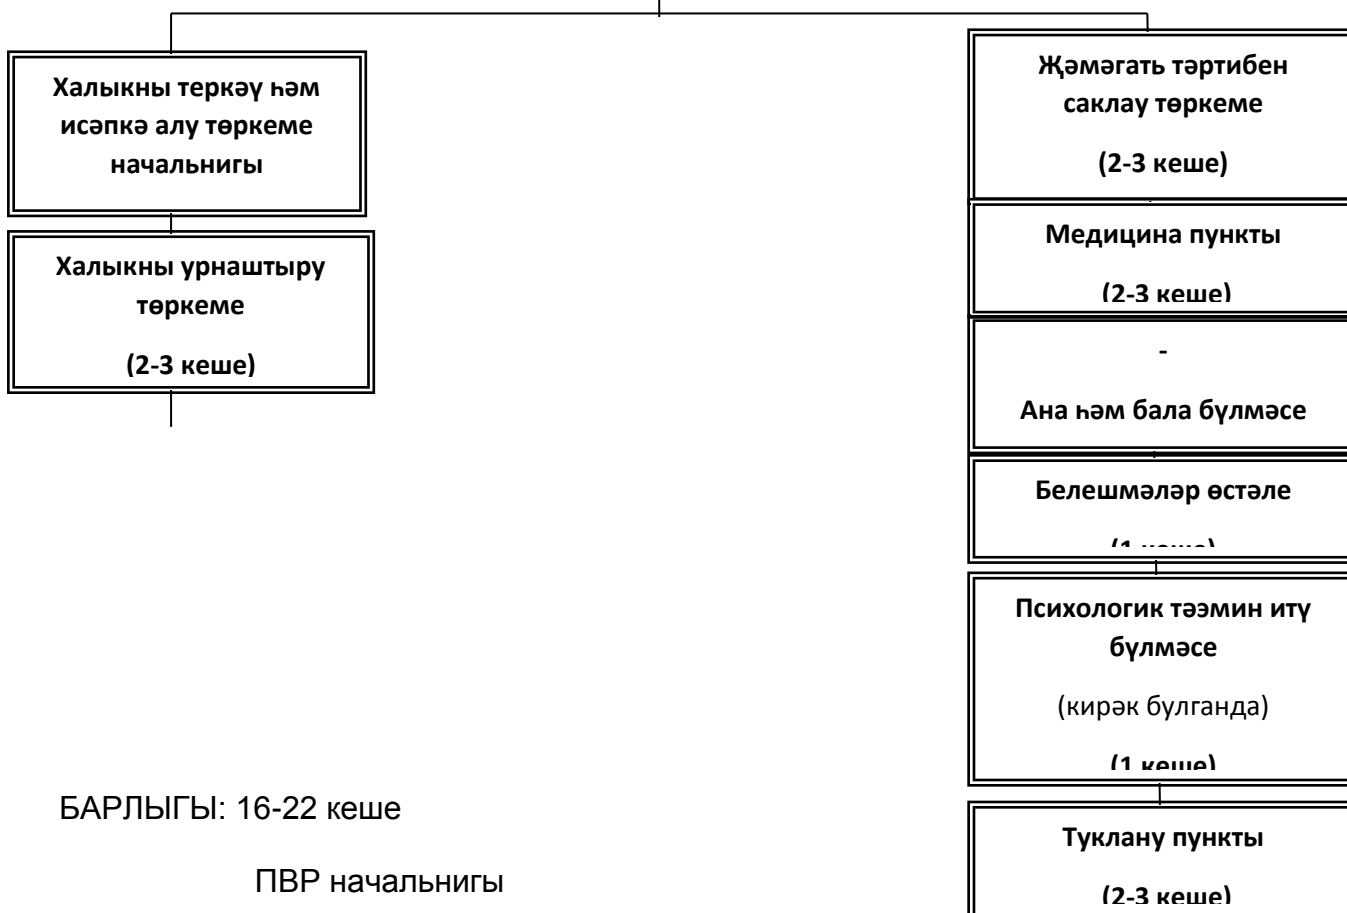 Халыкны теркәү һәм
исәпкә алу төркеме
начальнигы
Халыкны урнаштыру
төркеме
(2-3 кеше)
Җәмәгать тәртибен
саклау төркеме
(2-3 кеше)
Медицина пункты
(2-3 кеше)
-
Ана һәм бала бүлмәсе
Белешмәләр өстәле
(1 кеше)
Психологик тәэмин итү
бүлмәсе
(кирәк булганда)
(1 кеше)
Туклану пункты
(2-3 кеше)
БАРЛЫГЫ: 16-22 кеше
ПВР начальнигы